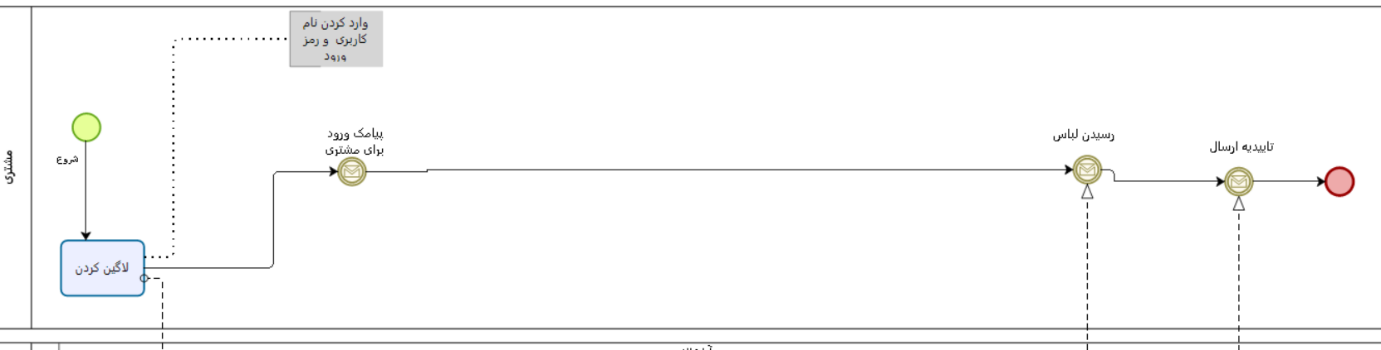 وارد کردن نام
کاربری و رمز
ورود
پیامک ورود
برای مشتری
رسیدن لباس
تاییدیه ارسال
شروع
مشتری
لاگین کردن